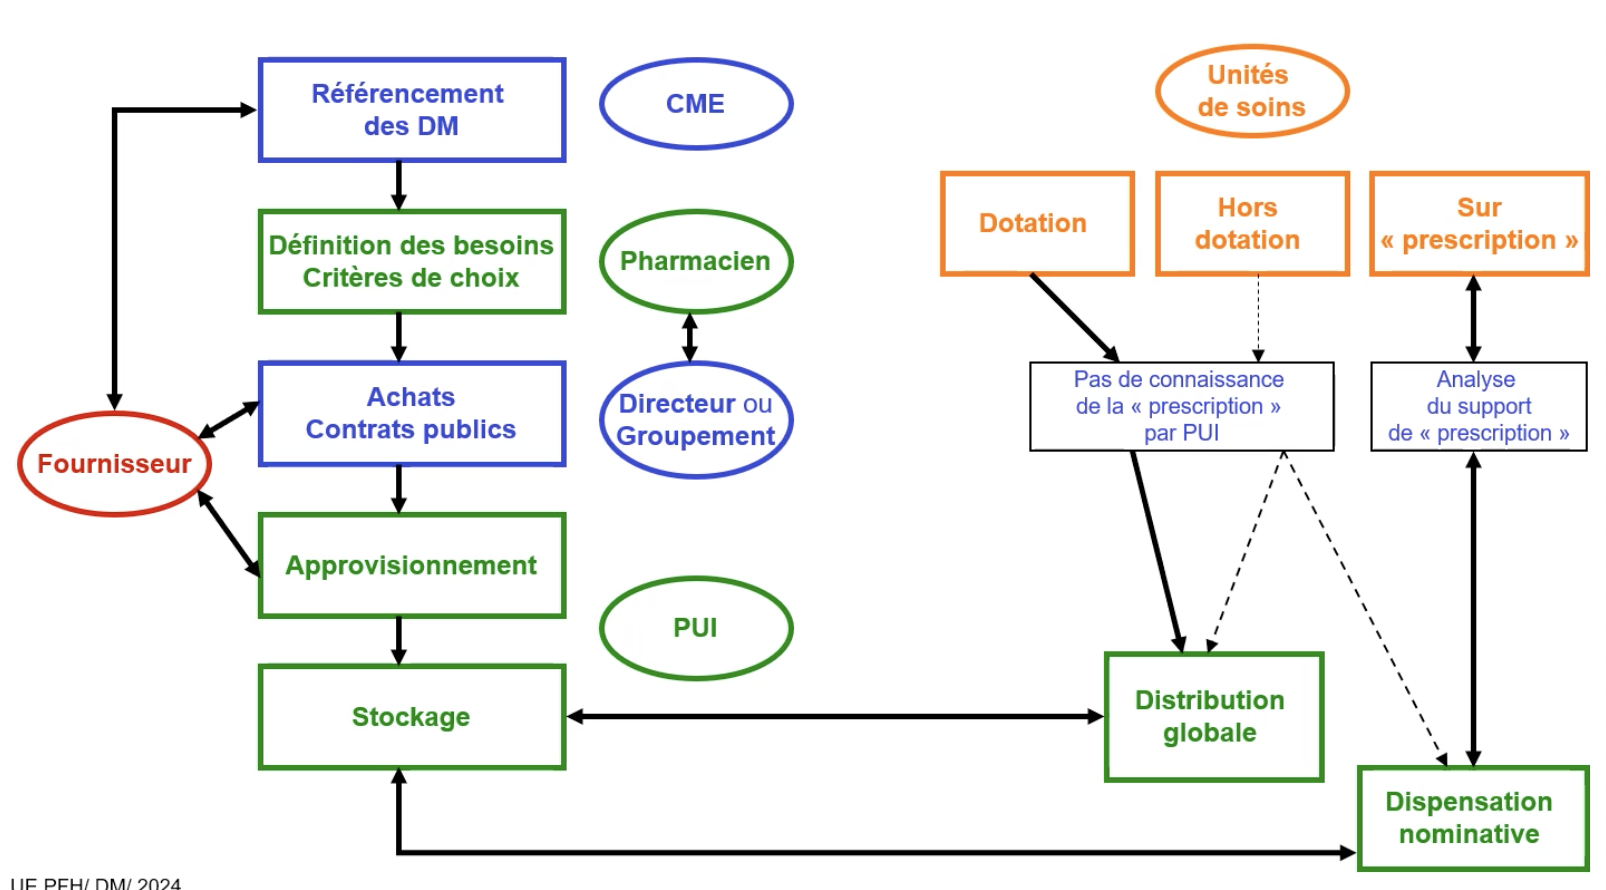 Référencement
des DM
CME
Unités
de soins
Définition des besoins
Critères de choix
Pharmacien
Dotation
Hors
dotation
Sur
« prescription »
Achats
Contrats publics
Directeur ou
Groupement
Pas de connaissance
de la « prescription »
par PUI
Analyse
du support
de « prescription »
Fournisseur
Approvisionnement
PUI
Stockage
Distribution
globale
Dispensation
nominative
UE PFH/ DM/ 2024